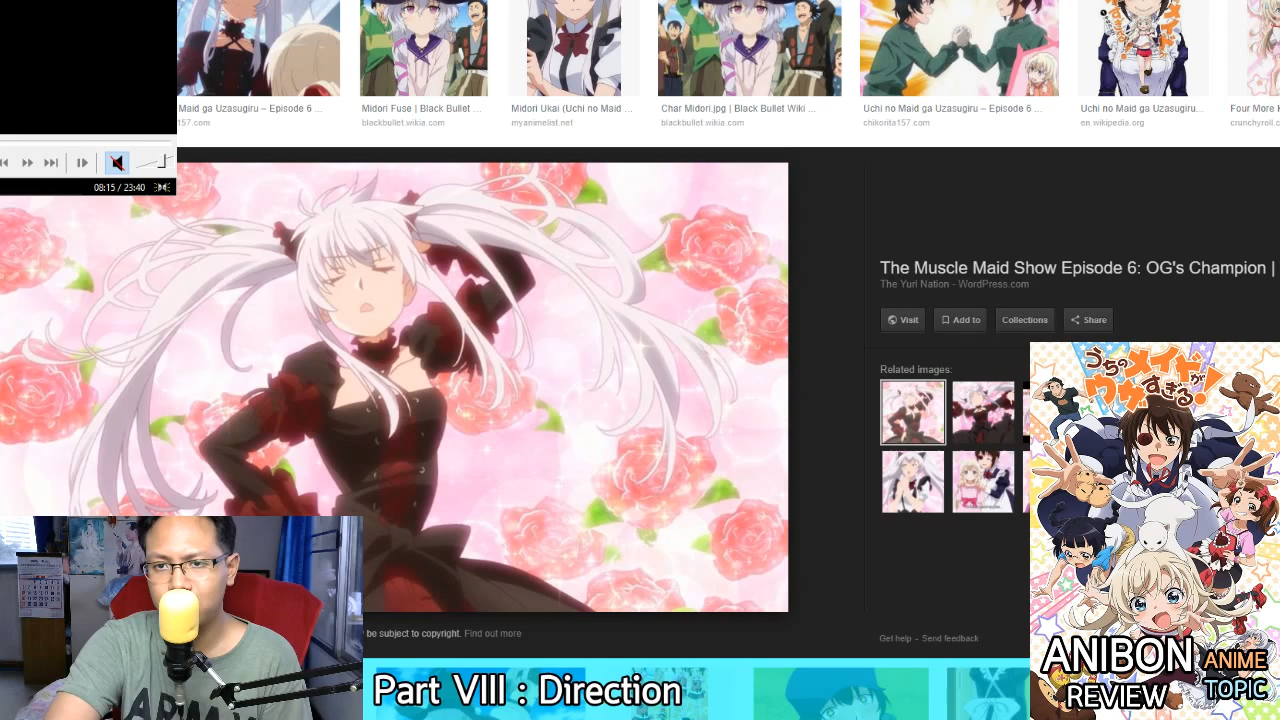 Maid ga Uzasugiru – Episode 6 ...
157.com
Midori Fuse | Black Bullet ...
blackbullet.wikia.com
Midori Ukai (Uchi no Maid ...
myanimelist.net
Char Midori.jpg | Black Bullet Wiki ...
blackbullet.wikia.com
Uchi no Maid ga Uzasugiru – Episode 6 ...
chikorita157.com
Uchi no Maid ga Uzasugiru...
en.wikipedia.org
Four More
crunchyroll.c
08:15 / 23:40
The Muscle Maid Show Episode 6: OG's Champion |
The Yuri Nation - WordPress.com
Visit
Add to
Collections
Share
Related images:
うちのメイドが
ウザすぎる!
be subject to copyright. Find out more
Get help - Send feedback
ARMY
Part VIII : Direction
ANIBON
REVIEW
ANIME
TOPIC